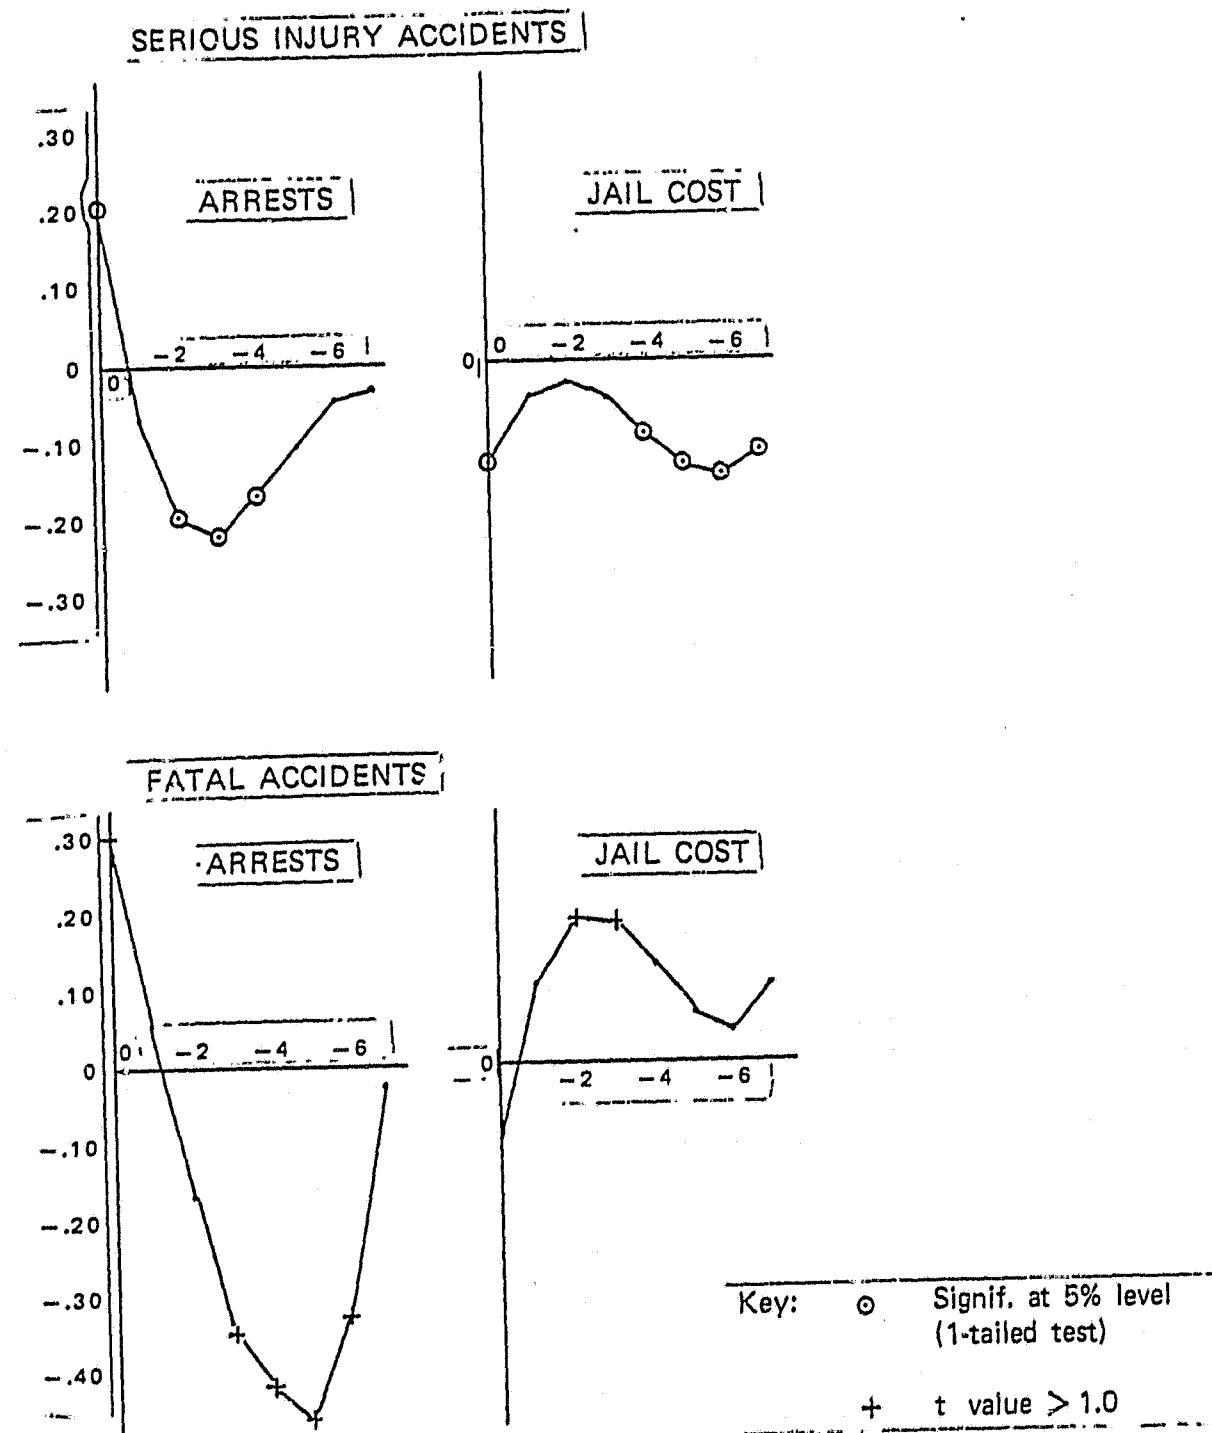 SERIOUS INJURY ACCIDENTS
ARRESTS
JAIL COST
.30
.20
.10
0
-.10
-.20
-.30
0 -2 -4 -6
0
0 -2 -4 -6
FATAL ACCIDENTS
ARRESTS
JAIL COST
.30
.20
.10
0
-.10
-.20
-.30
-.40
0 -2 -4 -6
0
-2 -4 -6
Key: ⊙ Signif. at 5% level
(1-tailed test)
+ t value > 1.0